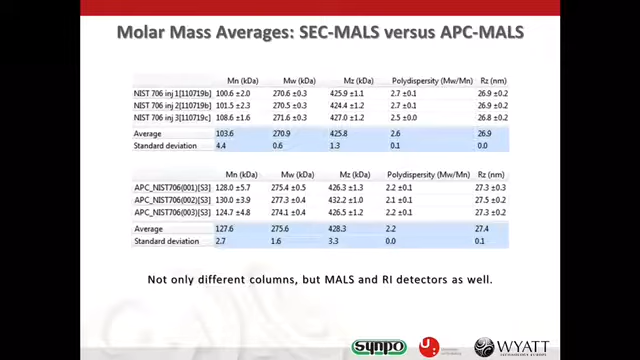 Molar Mass Averages: SEC-MALS versus APC-MALS
Mn (kDa) Mw (kDa) Mz (kDa) Polydispersity (Mw/Mn) Rz (nm)
NIST 706 inj 1[110719b] 100.6 ±2.0 270.6 ±0.3 425.9 ±1.1 2.7 ±0.1 26.9 ±0.2
NIST 706 inj 2[110719b] 101.5 ±2.3 270.5 ±0.3 424.4 ±1.2 2.7 ±0.1 26.9 ±0.2
NIST 706 inj 3[110719c] 108.6 ±1.6 271.6 ±0.3 427.0 ±1.2 2.5 ±0.0 26.8 ±0.2
Average 103.6 270.9 425.8 2.6 26.9
Standard deviation 4.4 0.6 1.3 0.1 0.0
Mn (kDa) Mw (kDa) Mz (kDa) Polydispersity (Mw/Mn) Rz (nm)
APC_NIST706(001)[S3] 128.0 ±5.7 275.4 ±0.5 426.3 ±1.3 2.2 ±0.1 27.3 ±0.3
APC_NIST706(002)[S3] 130.0 ±3.9 277.3 ±0.4 432.2 ±1.0 2.1 ±0.1 27.5 ±0.2
APC_NIST706(003)[S3] 124.7 ±4.8 274.1 ±0.4 426.5 ±1.2 2.2 ±0.1 27.3 ±0.2
Average 127.6 275.6 428.3 2.2 27.4
Standard deviation 2.7 1.6 3.3 0.0 0.1
Not only different columns, but MALS and RI detectors as well.
synpo
WYATT